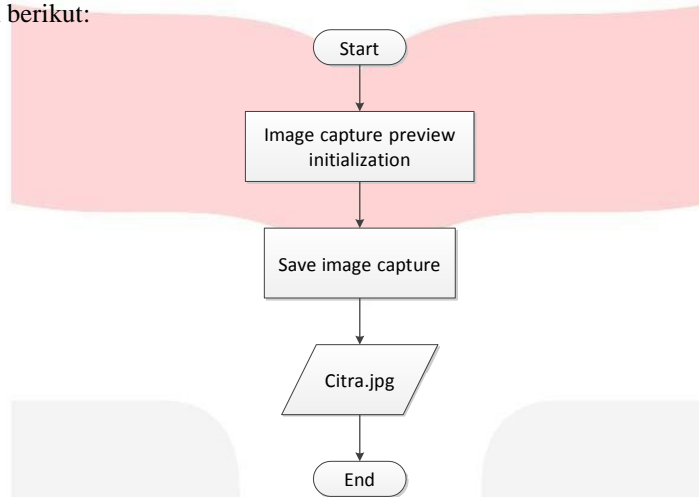 berikut:
Start
Image capture preview
initialization
Save image capture
Citra.jpg
End